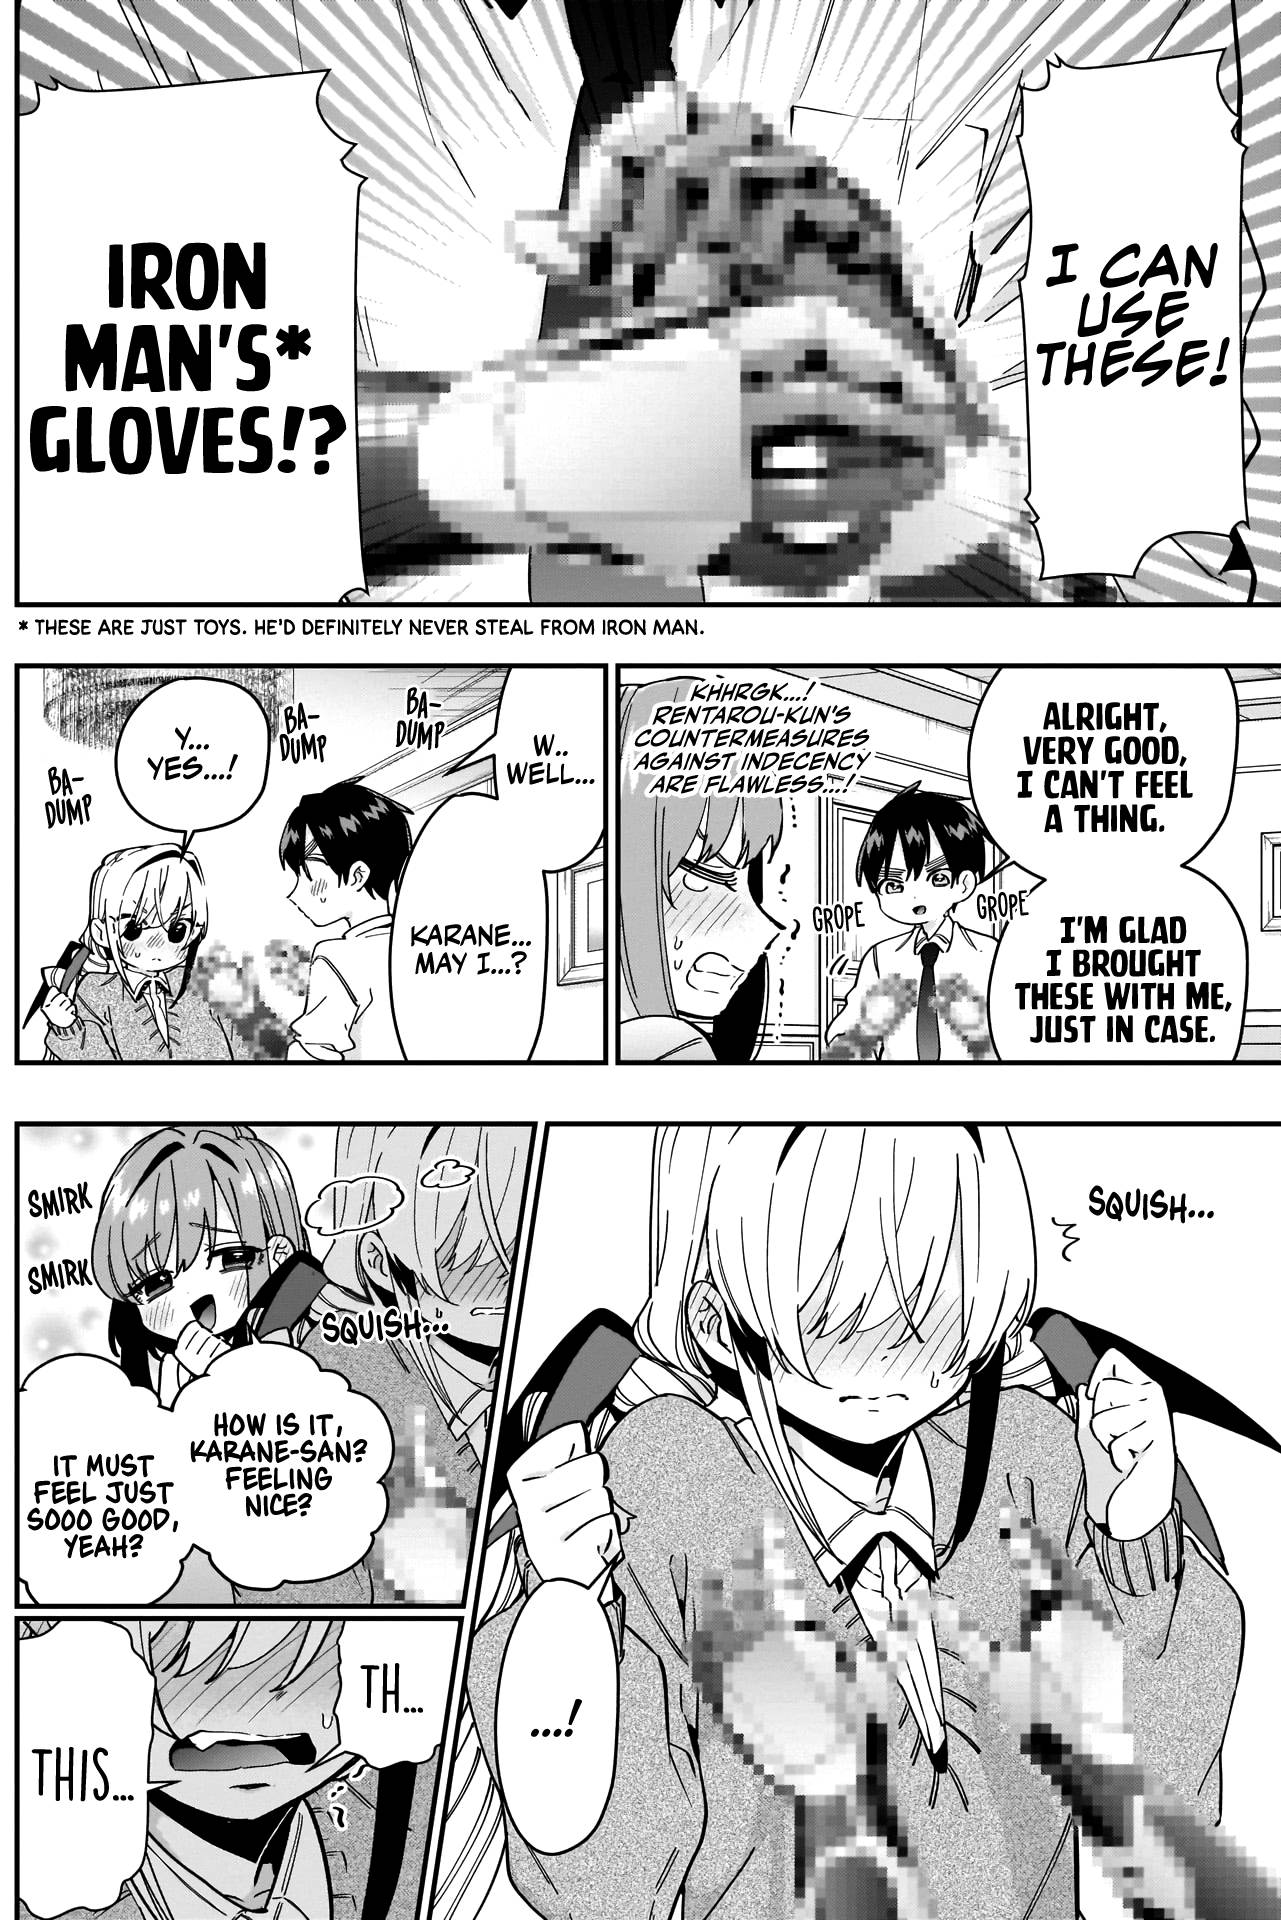 I CAN
USE
THESE!
IRON
MAN'S*
GLOVES!?
* THESE ARE JUST TOYS. HE'D DEFINITELY NEVER STEAL FROM IRON MAN.
ALRIGHT,
VERY GOOD,
I CAN'T FEEL
A THING.
I'M GLAD
I BROUGHT
THESE WITH ME,
JUST IN CASE.
GROPE
GROPE
KHHRGK...!
RENTAROU-KUN'S
COUNTERMEASURES
AGAINST INDECENCY
ARE FLAWLESS...!
W..
WELL...
KARANE...
MAY I...?
BA-
DUMP
BA-
DUMP
Y...
YES...!
BA-
DUMP
SQUISH...
...!
SMIRK
SMIRK
SQUISH...
HOW IS IT,
KARANE-SAN?
FEELING
NICE?
IT MUST
FEEL JUST
SOOO GOOD,
YEAH?
TH...
THIS...